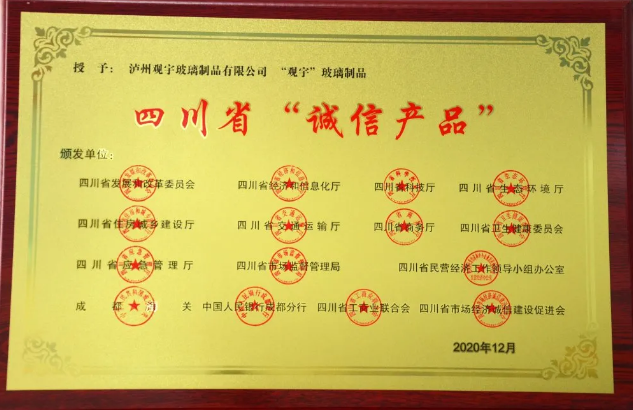 授 予： 泸州观宇玻璃制品有限公司 “观宇”玻璃制品
四川省“诚信产品”
颁发单位：
四川省发展和改革委员会 四川省经济和信息化厅 四川省科技厅 四川省生态环境厅
四川省住房城乡建设厅 四川省交通运输厅 四川省商务厅 四川省卫生健康委员会
四川省应急管理厅 四川省市场监督管理局 四川省民营经济工作领导小组办公室
成都海关 中国人民银行成都分行 四川省工商业联合会 四川省市场经济诚信建设促进会
2020年12月